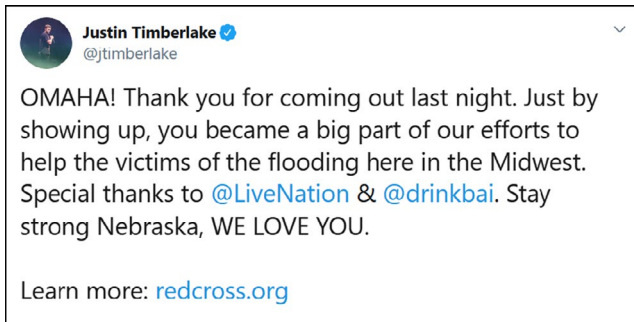 Justin Timberlake
@jtimberlake
OMAHA! Thank you for coming out last night. Just by
showing up, you became a big part of our efforts to
help the victims of the flooding here in the Midwest.
Special thanks to @LiveNation & @drinkbai. Stay
strong Nebraska, WE LOVE YOU.
Learn more: redcross.org